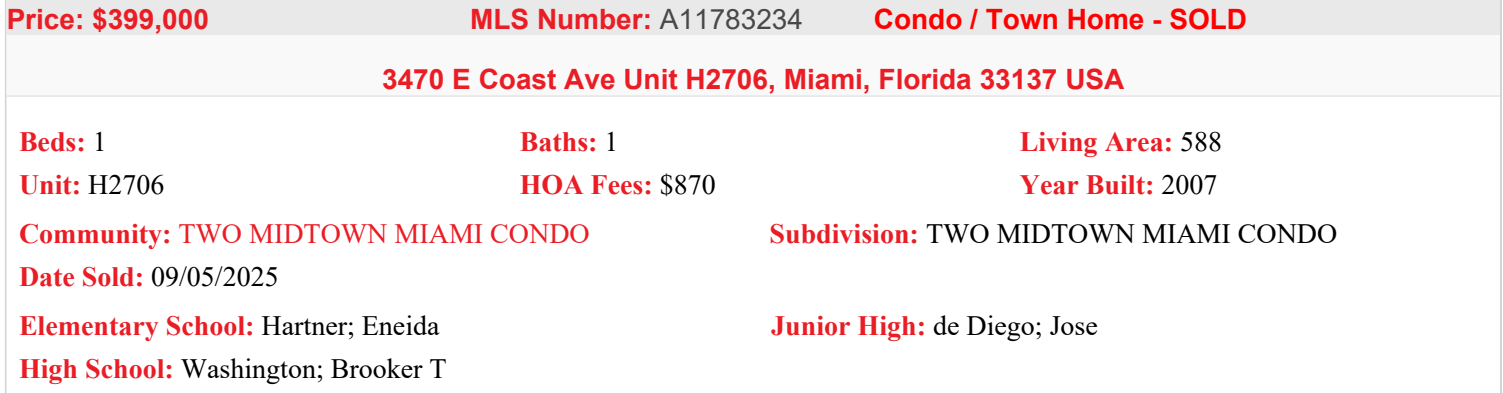 Price: $399,000 MLS Number: A11783234 Condo / Town Home - SOLD
3470 E Coast Ave Unit H2706, Miami, Florida 33137 USA
Beds: 1 Baths: 1 Living Area: 588
Unit: H2706 HOA Fees: $870 Year Built: 2007
Community: TWO MIDTOWN MIAMI CONDO Subdivision: TWO MIDTOWN MIAMI CONDO
Date Sold: 09/05/2025
Elementary School: Hartner; Eneida Junior High: de Diego; Jose
High School: Washington; Brooker T